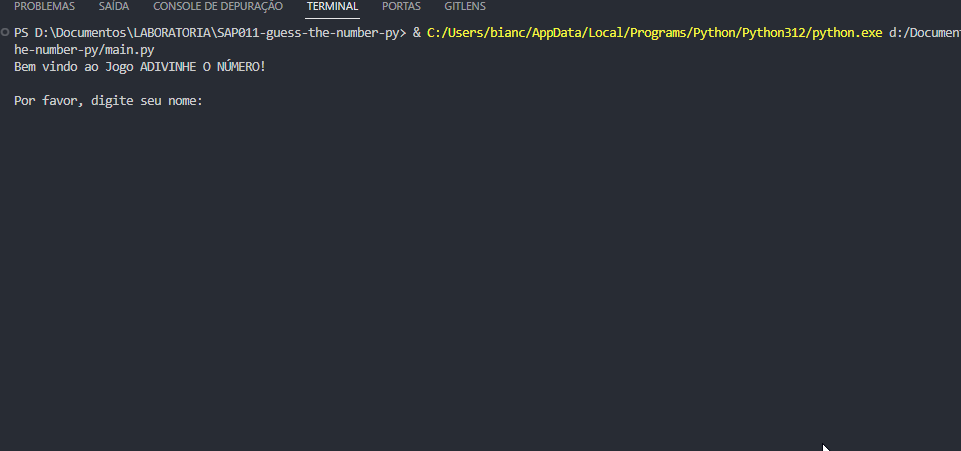 PROBLEMAS SAÍDA CONSOLE DE DEPURAÇÃO TERMINAL PORTAS GITLENS
PS D:\Documentos\LABORATORIA\SAP011-guess-the-number-py> & C:/Users/bianc/AppData/Local/Programs/Python/Python312/python.exe d:/Document
he-number-py/main.py
Bem vindo ao Jogo ADIVINHE O NÚMERO!
Por favor, digite seu nome: